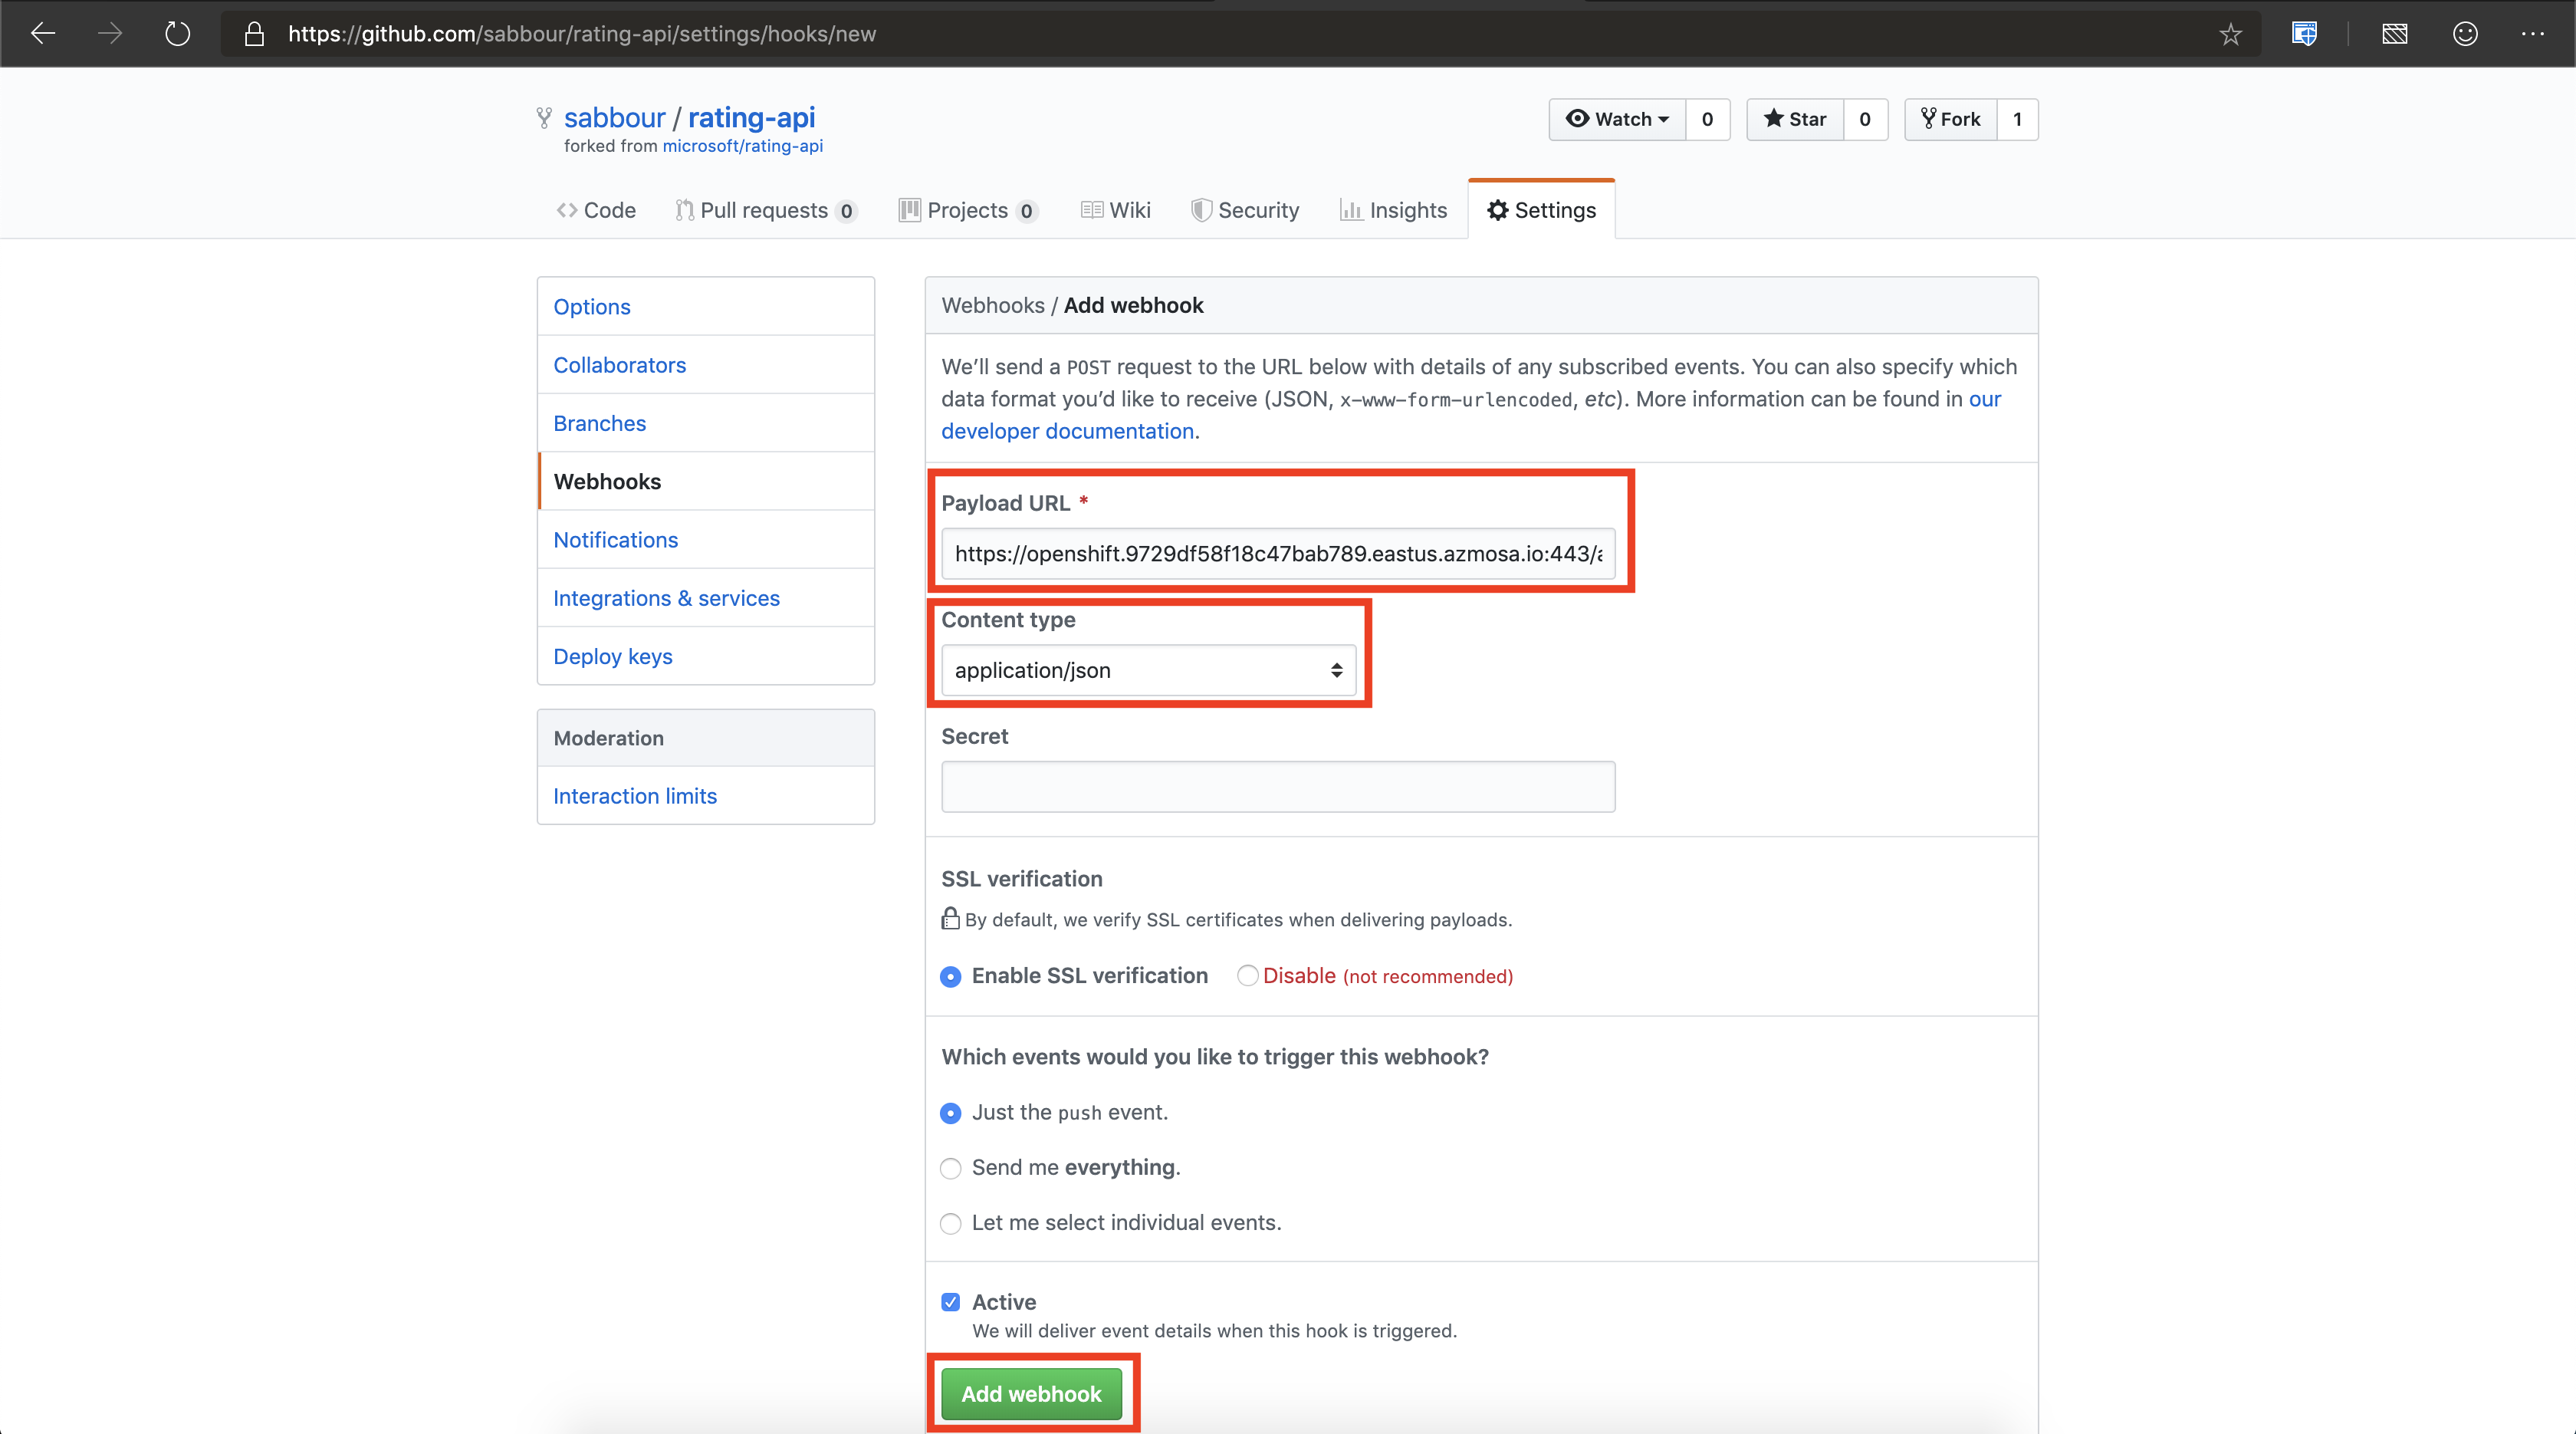 https://github.com/sabbour/rating-api/settings/hooks/new
sabbour / rating-api
forked from microsoft/rating-api
Watch 0 Star 0 Fork 1
Code Pull requests 0 Projects 0 Wiki Security Insights Settings
Options
Collaborators
Branches
Webhooks
Notifications
Integrations & services
Deploy keys
Moderation
Interaction limits
Webhooks / Add webhook
We’ll send a POST request to the URL below with details of any subscribed events. You can also specify which
data format you’d like to receive (JSON, x-www-form-urlencoded, etc). More information can be found in our
developer documentation.
Payload URL *
https://openshift.9729df58f18c47bab789.eastus.azmosa.io:443/a
Content type
application/json
Secret
SSL verification
By default, we verify SSL certificates when delivering payloads.
Enable SSL verification Disable (not recommended)
Which events would you like to trigger this webhook?
Just the push event.
Send me everything.
Let me select individual events.
Active
We will deliver event details when this hook is triggered.
Add webhook